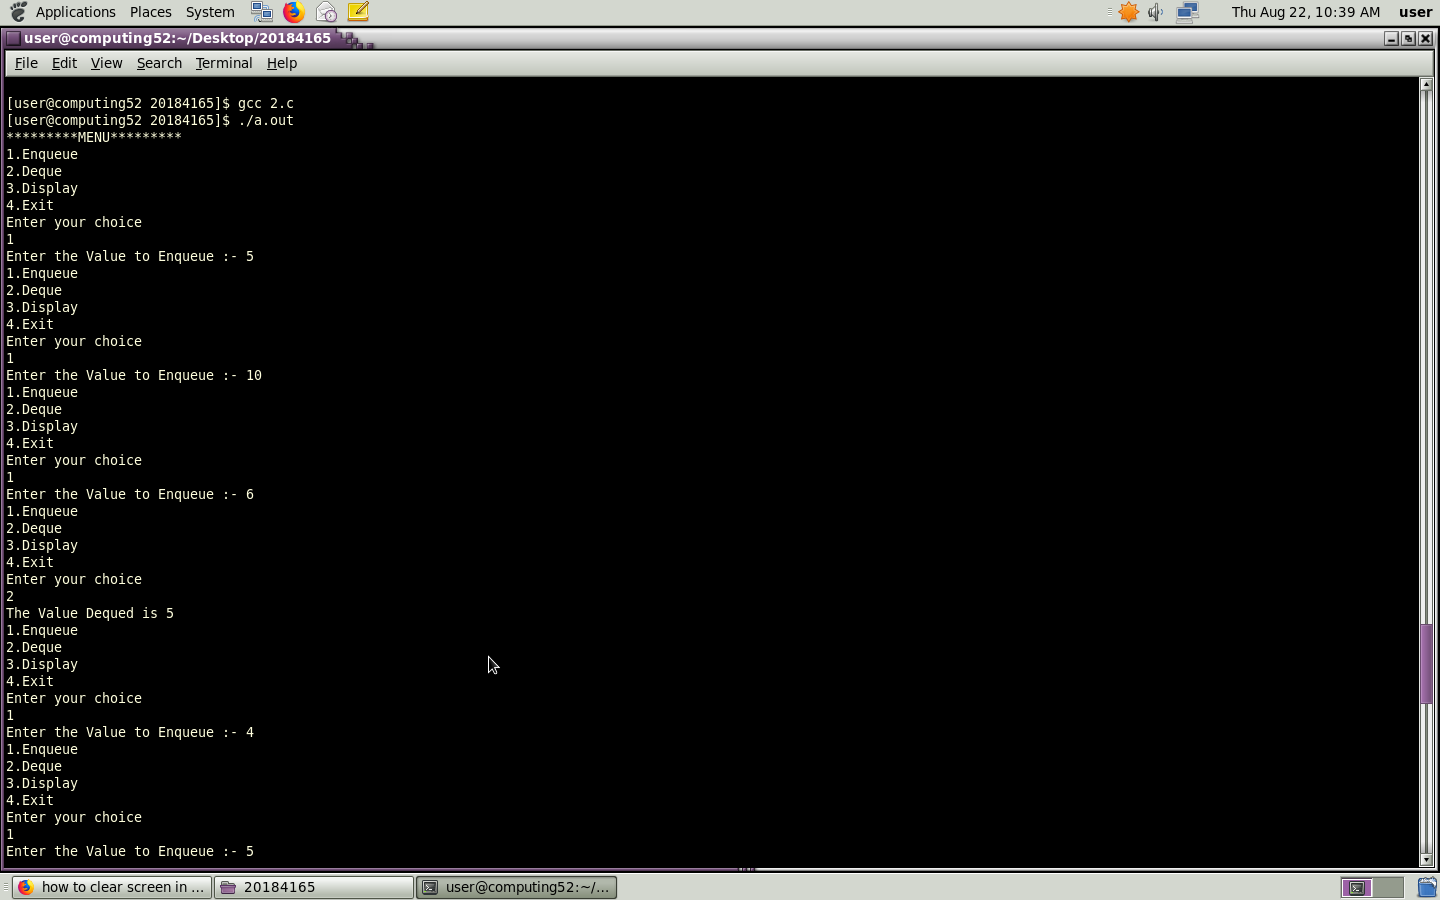 Applications Places System Thu Aug 22, 10:39 AM user
user@computing52:~/Desktop/20184165
File Edit View Search Terminal Help
[user@computing52 20184165]$ gcc 2.c
[user@computing52 20184165]$ ./a.out
*********MENU*********
1.Enqueue
2.Deque
3.Display
4.Exit
Enter your choice
1
Enter the Value to Enqueue :- 5
1.Enqueue
2.Deque
3.Display
4.Exit
Enter your choice
1
Enter the Value to Enqueue :- 10
1.Enqueue
2.Deque
3.Display
4.Exit
Enter your choice
1
Enter the Value to Enqueue :- 6
1.Enqueue
2.Deque
3.Display
4.Exit
Enter your choice
2
The Value Dequed is 5
1.Enqueue
2.Deque
3.Display
4.Exit
Enter your choice
1
Enter the Value to Enqueue :- 4
1.Enqueue
2.Deque
3.Display
4.Exit
Enter your choice
1
Enter the Value to Enqueue :- 5
how to clear screen in ... 20184165 user@computing52:~/...